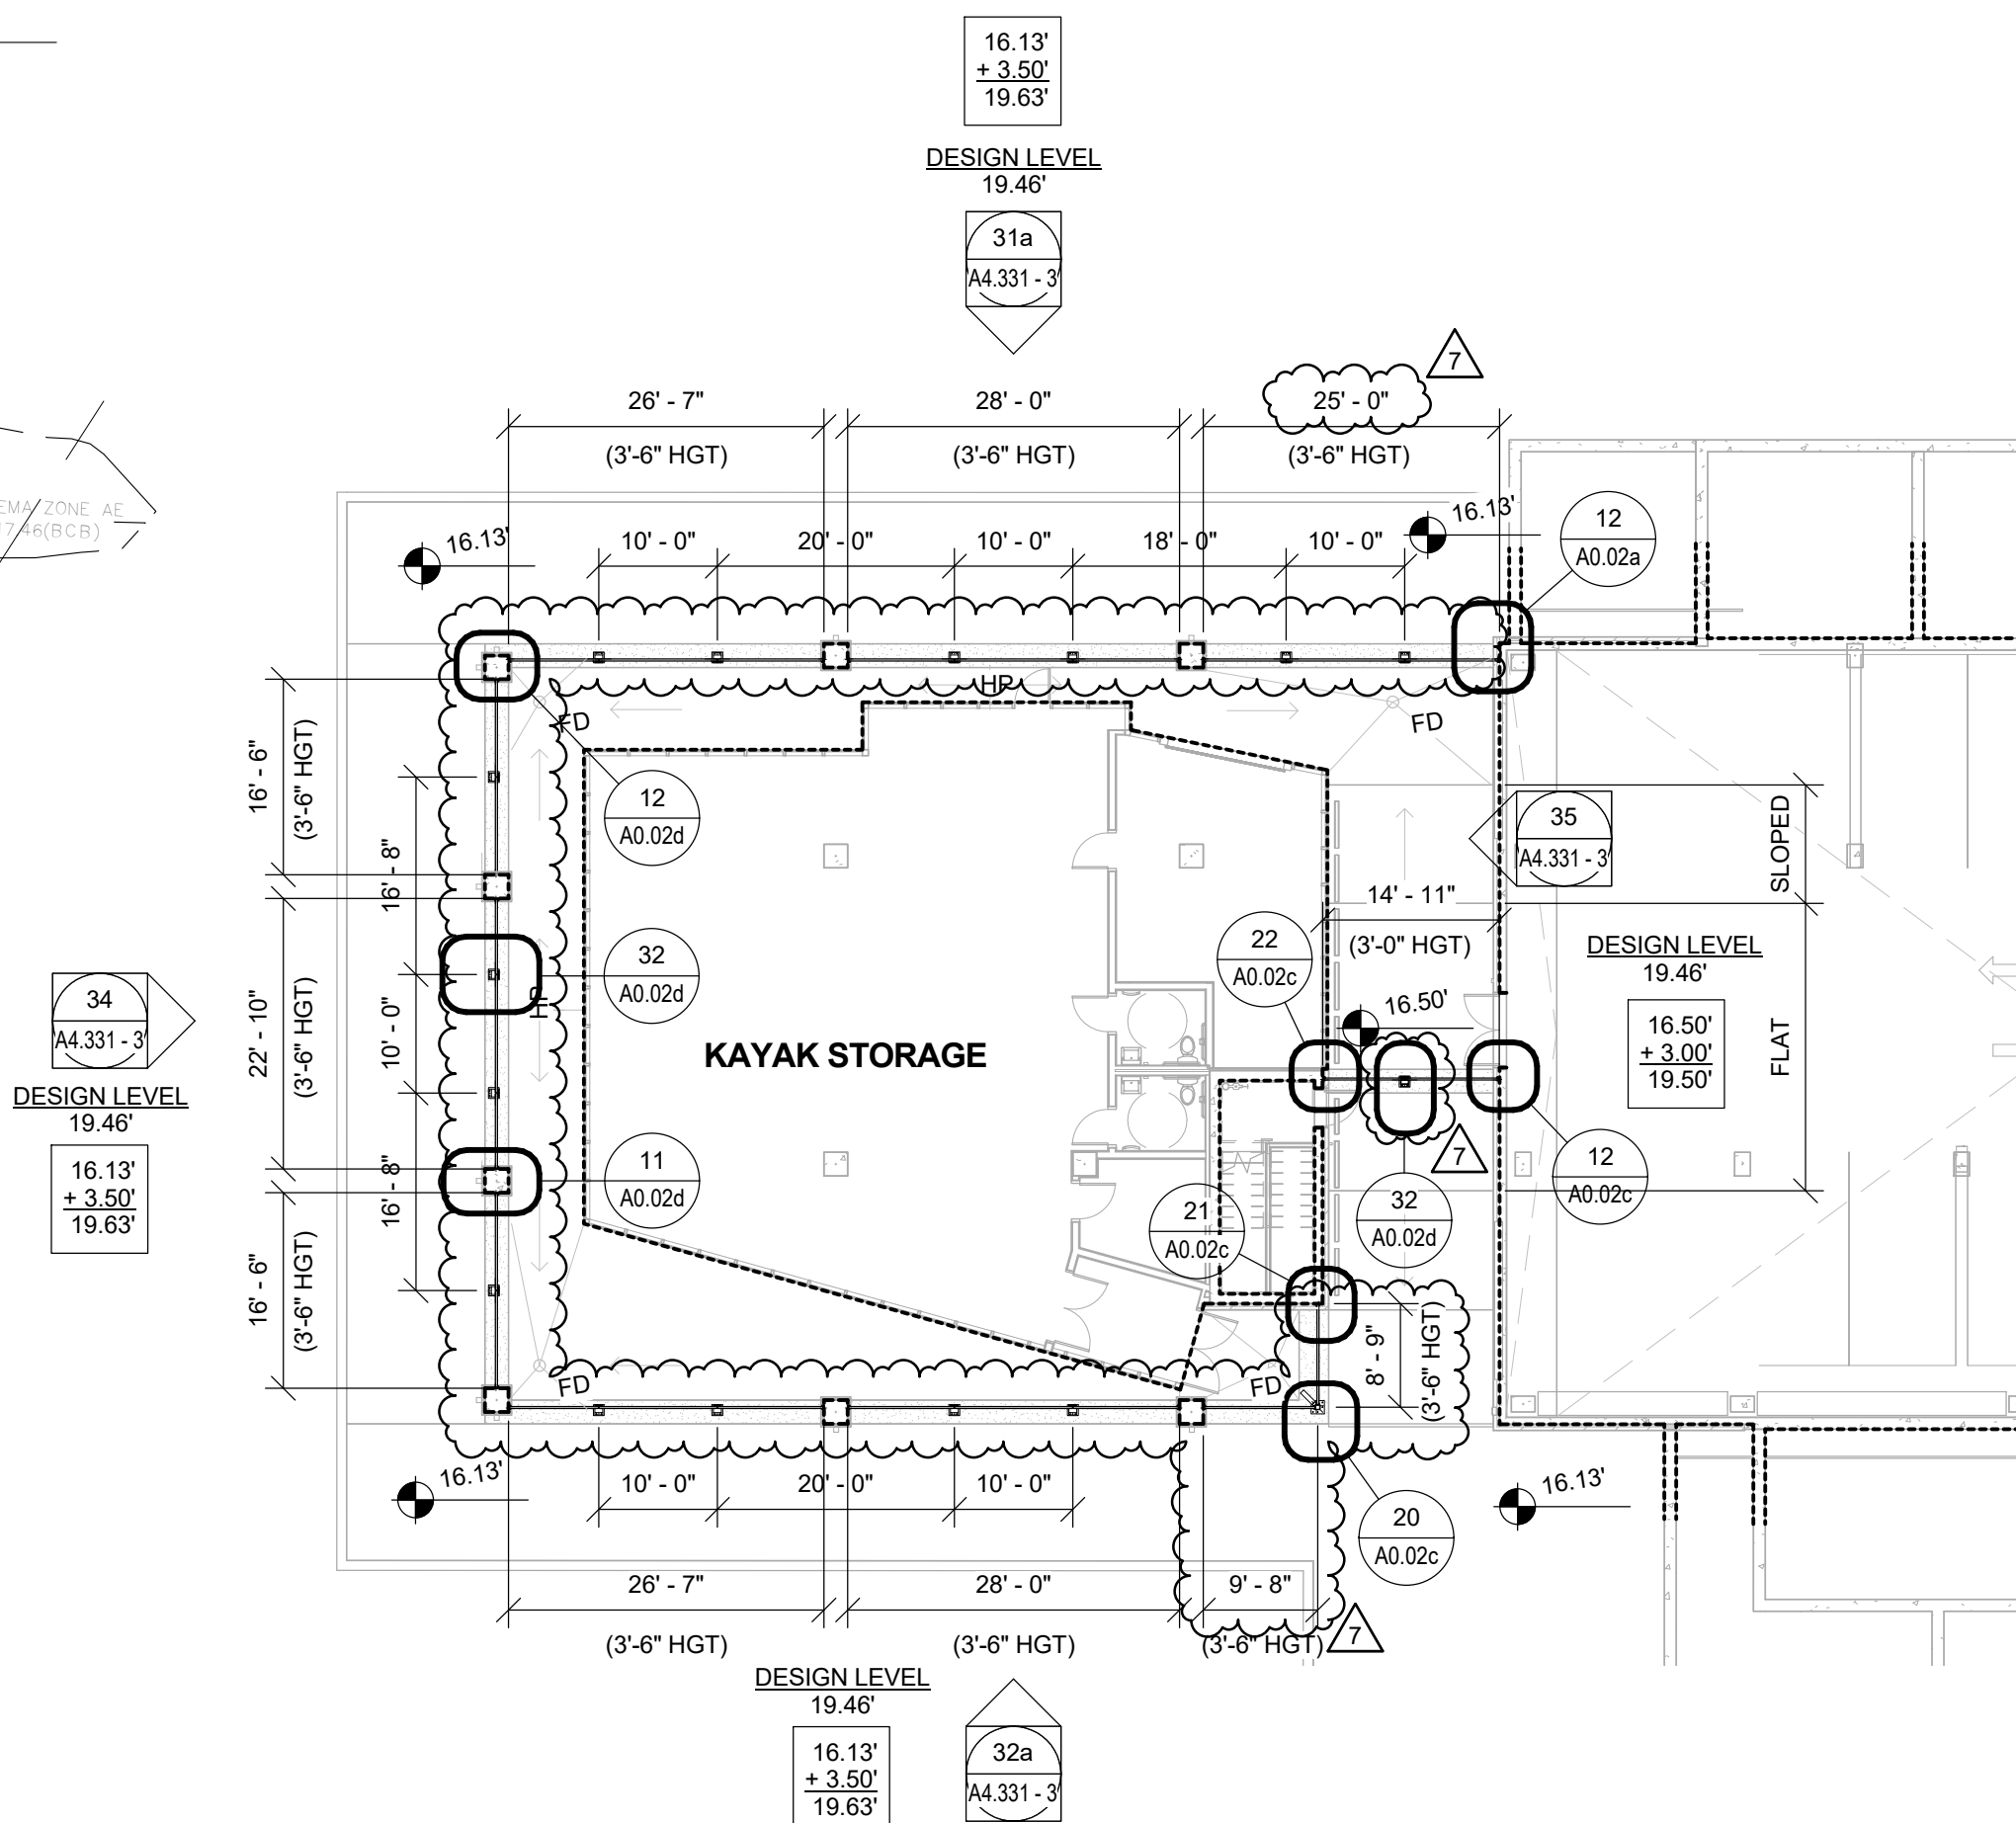 16.13'
+ 3.50'
19.63'
DESIGN LEVEL
19.46'
31a
A4.331 - 3
7
26' - 7"
28' - 0"
25' - 0"
(3'-6" HGT)
(3'-6" HGT)
(3'-6" HGT)
EMA ZONE AE
17.46(BCB)
16.13'
10' - 0"
20' - 0"
10' - 0"
18' - 0"
10' - 0"
16.13'
12
A0.02a
HP
FD
FD
16' - 6"
(3'-6" HGT)
16' - 8"
12
A0.02d
35
A4.331 - 3
SLOPED
14' - 11"
(3'-0" HGT)
22
A0.02c
DESIGN LEVEL
19.46'
16.50'
+ 3.00'
19.50'
FLAT
32
A0.02d
HP
34
A4.331 - 3
DESIGN LEVEL
19.46'
16.13'
+ 3.50'
19.63'
22' - 10"
(3'-6" HGT)
10' - 0"
KAYAK STORAGE
16.50'
7
12
A0.02c
32
A0.02d
11
A0.02d
21
A0.02c
16' - 8"
16' - 6"
(3'-6" HGT)
8' - 9"
(3'-6" HGT)
FD
FD
16.13'
10' - 0"
20' - 0"
10' - 0"
20
A0.02c
16.13'
26' - 7"
28' - 0"
9' - 8"
(3'-6" HGT)
(3'-6" HGT)
(3'-6" HGT)
7
DESIGN LEVEL
19.46'
16.13'
+ 3.50'
19.63'
32a
A4.331 - 3